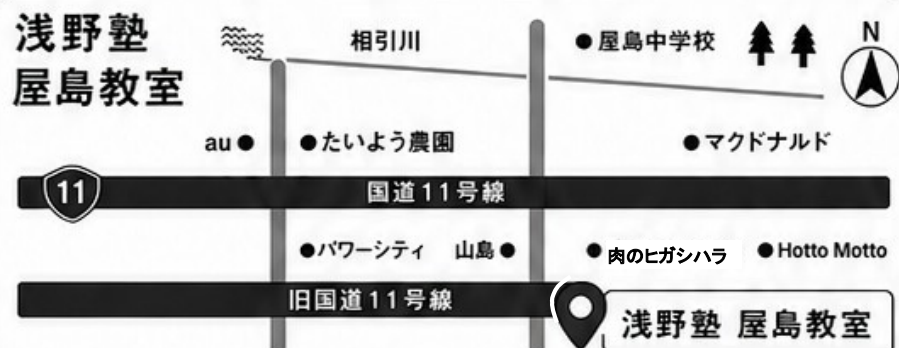 浅野塾
屋島教室
相引川
●屋島中学校
N
au●
●たいよう農園
●マクドナルド
11
国道11号線
●パワーシティ
山島●
●肉のヒガシハラ
●Hotto Motto
旧国道11号線
浅野塾 屋島教室